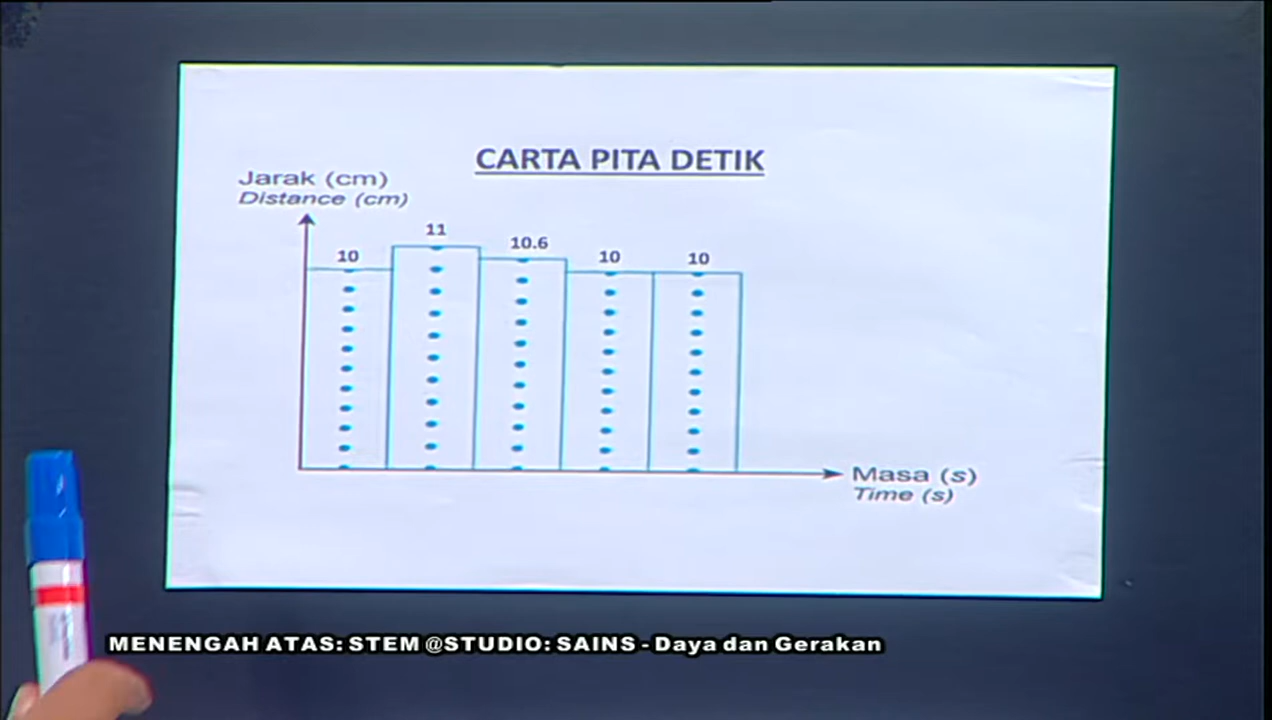 CARTA PITA DETIK
Jarak (cm)
Distance (cm)
10
11
10.6
10
10
Masa (s)
Time (s)
MENENGAH ATAS: STEM @STUDIO: SAINS - Daya dan Gerakan